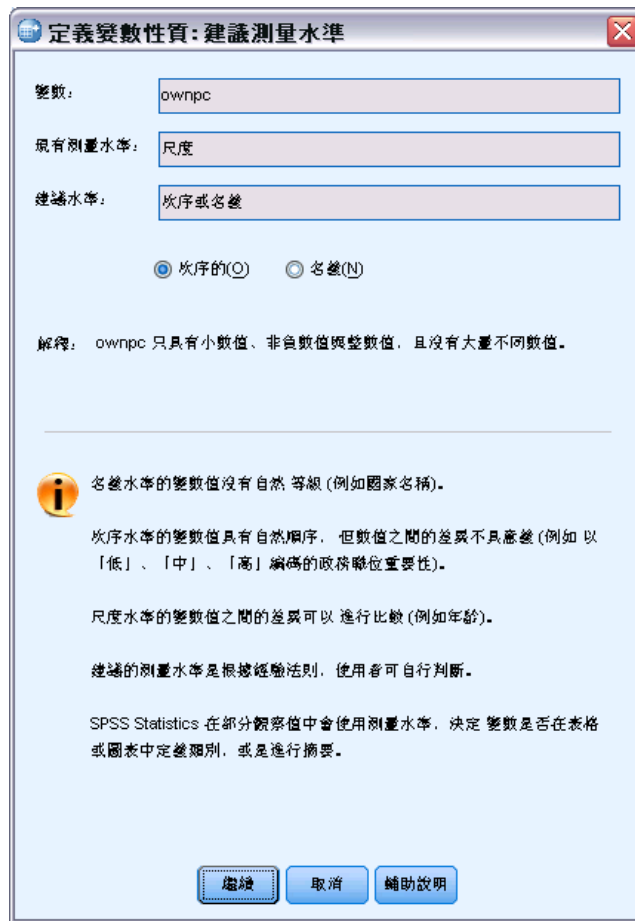 定義變數性質：建議測量水準
變數：
ownpc
現有測量水準：
尺度
建議水準：
次序或名義
次序的(O)
名義(N)
解釋： ownpc 只具有小數值、非負數值與整數值，且沒有大量不同數值。
名義水準的變數值沒有自然 等級 (例如國家名稱)。
次序水準的變數值具有自然順序，但數值之間的差異不具意義 (例如 以
「低」、「中」、「高」編碼的政務職位重要性)。
尺度水準的變數值之間的差異可以 進行比較 (例如年齡)。
建議的測量水準是根據經驗法則，使用者可自行判斷。
SPSS Statistics 在部分觀察值中會使用測量水準，決定 變數是否在表格
或圖表中定義類別，或是進行摘要。
繼續
取消
輔助說明